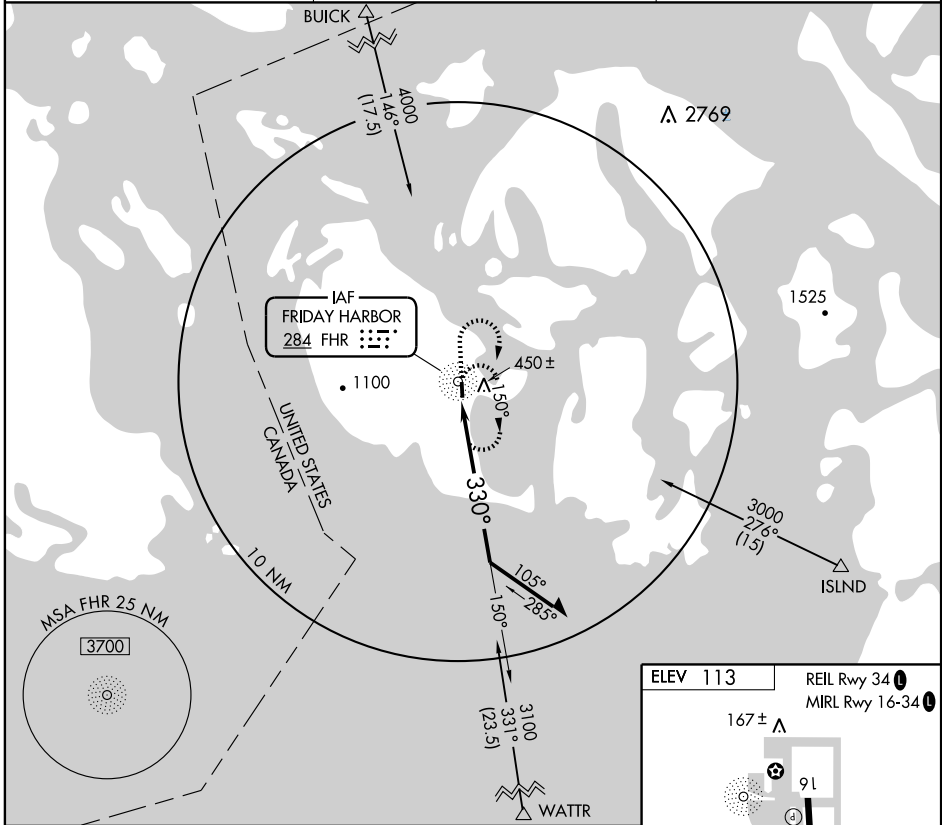 BUICK
4000
146°
(17.5)
2769
IAF
FRIDAY HARBOR
284 FHR
1525
450 ±
1100
150°
UNITED STATES
CANADA
330°
3000
276°
(15)
ISLND
10 NM
105°
285°
150°
MSA FHR 25 NM
3700
3100
331°
(23.5)
WATTR
ELEV 113
REIL Rwy 34 L
MIRL Rwy 16-34 L
167 ±
16
P